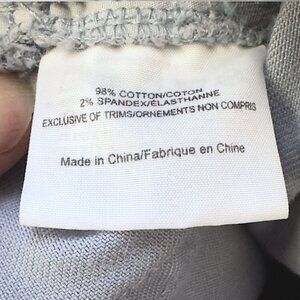 98% COTTON/COTON
2% SPANDEX/ELASTHANNE
EXCLUSIVE OF TRIMS/ORNEMENTS NON COMPRIS
Made in China/Fabrique en Chine